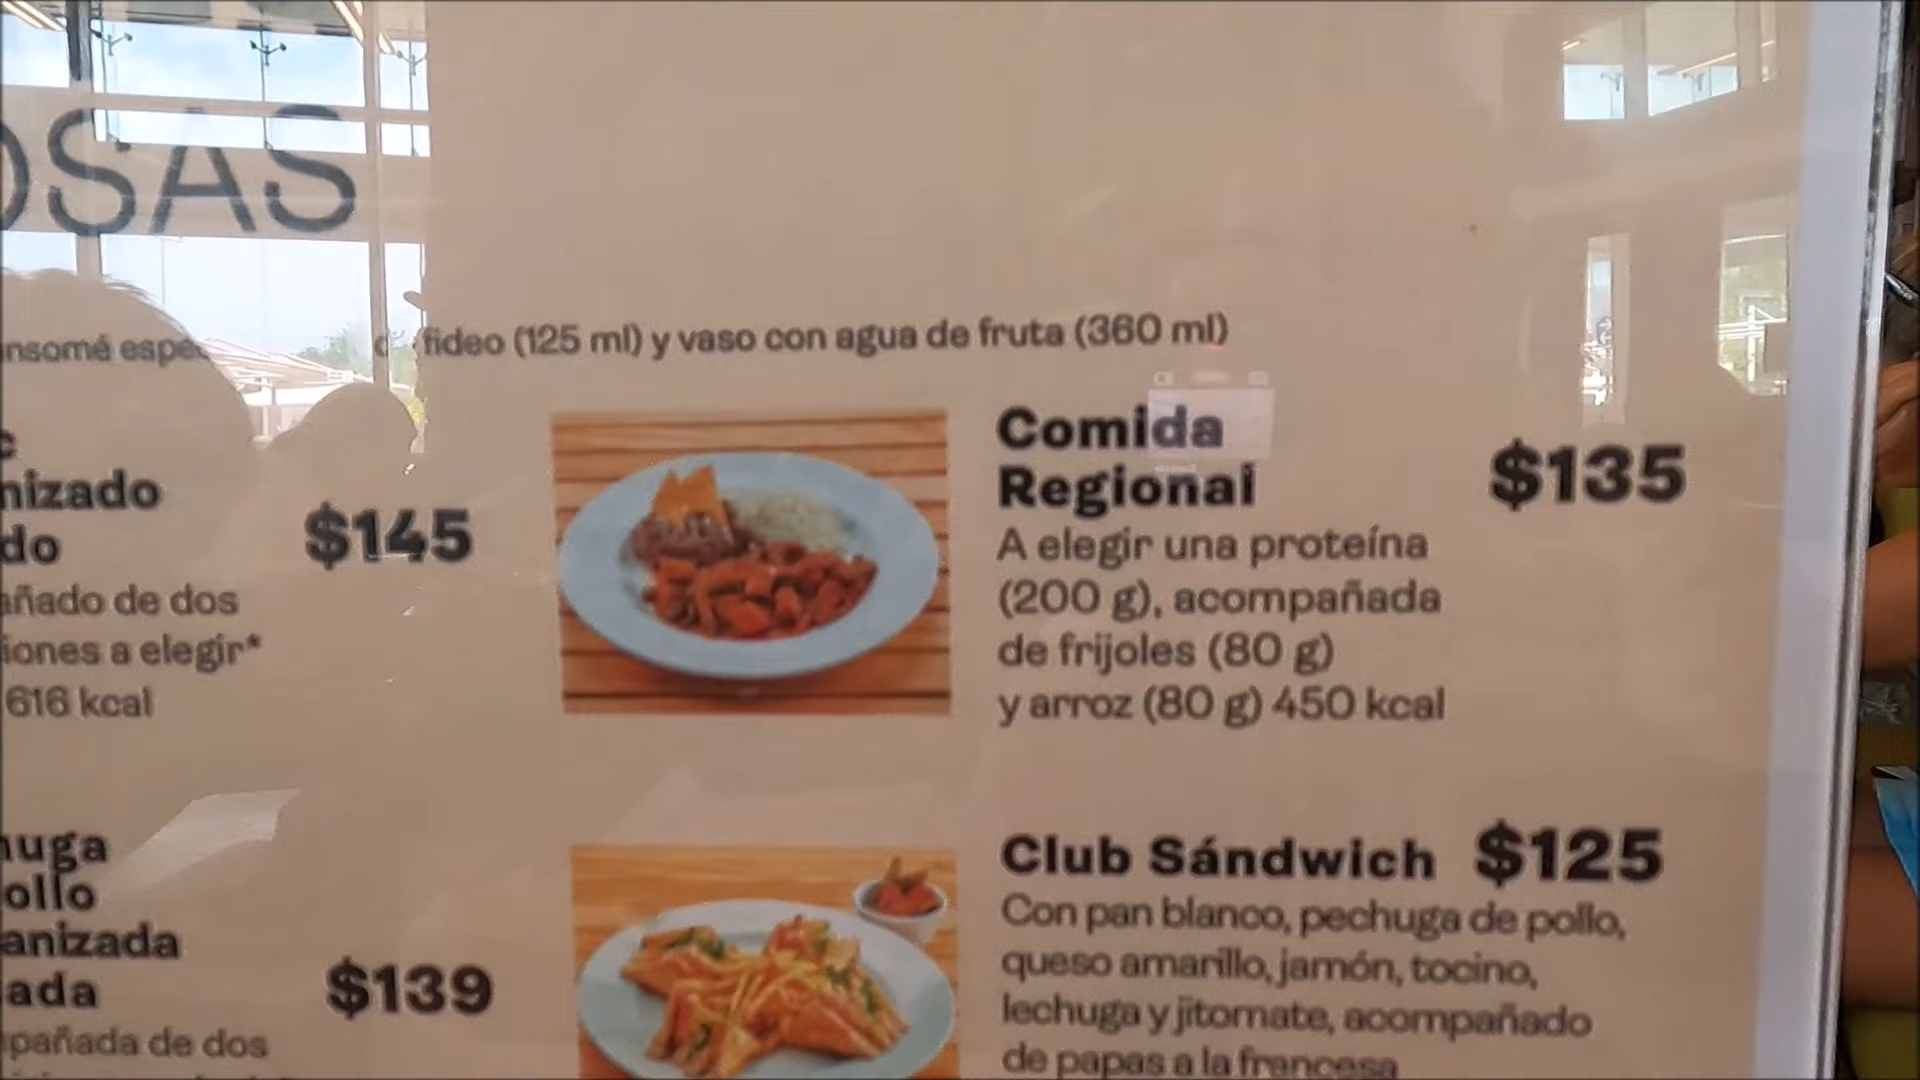 OSAS
fideo (125 ml) y vaso con agua de fruta (360 ml)
nizado
do
$145
añado de dos
iones a elegir*
616 kcal
Comida
Regional
$135
A elegir una proteína
(200 g), acompañada
de frijoles (80 g)
y arroz (80 g) 450 kcal
huga
ollo
anizada
ada
$139
pañada de dos
Club Sándwich $125
Con pan blanco, pechuga de pollo,
queso amarillo, jamón, tocino,
lechuga y jitomate, acompañado
de papas a la francesa